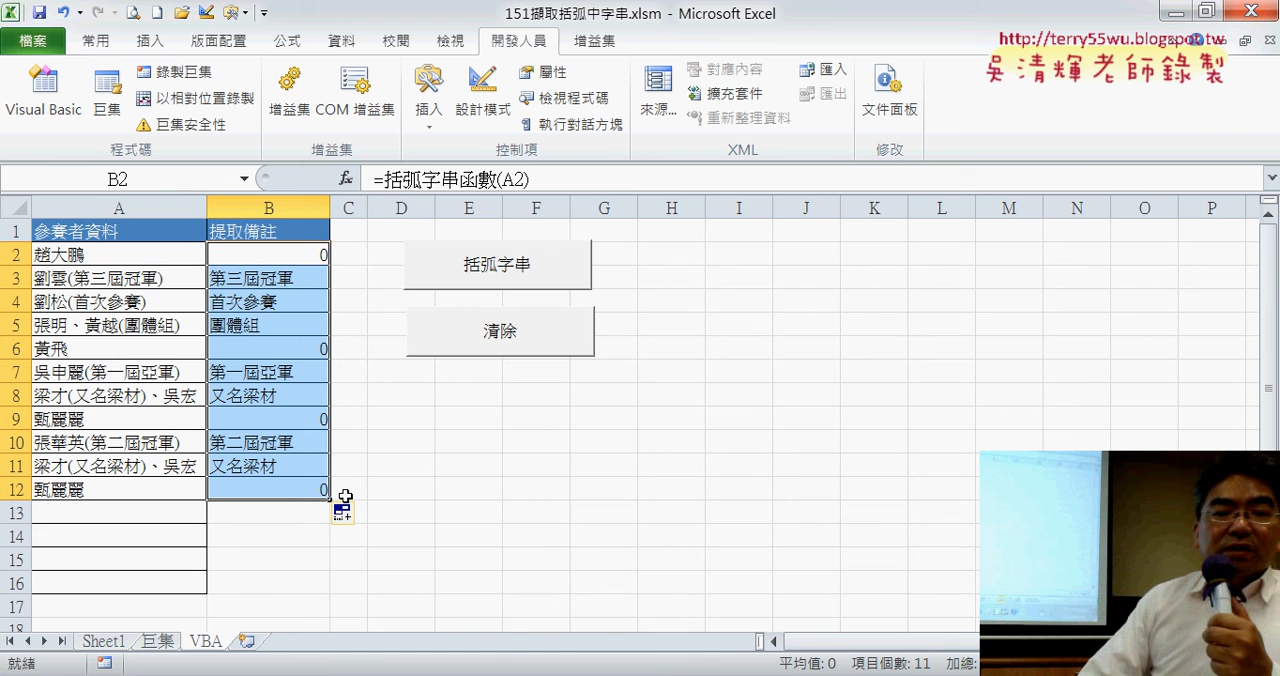 151擷取括弧中字串.xlsm - Microsoft Excel
http://terry55wu.blogspot.tw
吳清輝老師錄製
檔案 常用 插入 版面配置 公式 資料 校閱 檢視 開發人員 增益集
Visual Basic 巨集 錄製巨集 以相對位置錄製 巨集安全性
增益集 COM 增益集
插入 設計模式 屬性 檢視程式碼 執行對話方塊
來源... 對應內容 擴充套件 重新整理資料 匯入 匯出
文件面板
程式碼 增益集 控制項 XML 修改
B2 fx =括弧字串函數(A2)
A B C D E F G H I J K L M N O P
1 參賽者資料 提取備註
2 趙大鵬 0
3 劉雲(第三屆冠軍) 第三屆冠軍
4 劉松(首次參賽) 首次參賽
5 張明、黃越(團體組) 團體組
6 黃飛 0
7 吳申麗(第一屆亞軍) 第一屆亞軍
8 梁才(又名梁材)、吳宏 又名梁材
9 甄麗麗 0
10 張華英(第二屆冠軍) 第二屆冠軍
11 梁才(又名梁材)、吳宏 又名梁材
12 甄麗麗 0
13
14
15
16
17
18
括弧字串
清除
Sheet1 巨集 VBA
就緒 平均值: 0 項目個數: 11 加總: